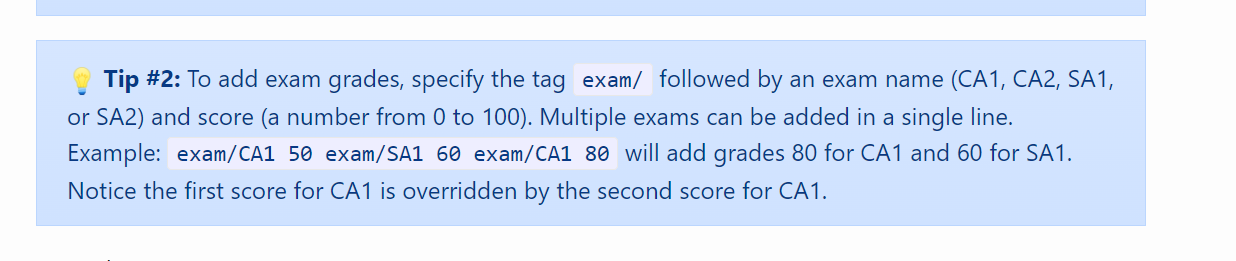 💡 Tip #2: To add exam grades, specify the tag exam/ followed by an exam name (CA1, CA2, SA1,
or SA2) and score (a number from 0 to 100). Multiple exams can be added in a single line.
Example: exam/CA1 50 exam/SA1 60 exam/CA1 80 will add grades 80 for CA1 and 60 for SA1.
Notice the first score for CA1 is overridden by the second score for CA1.